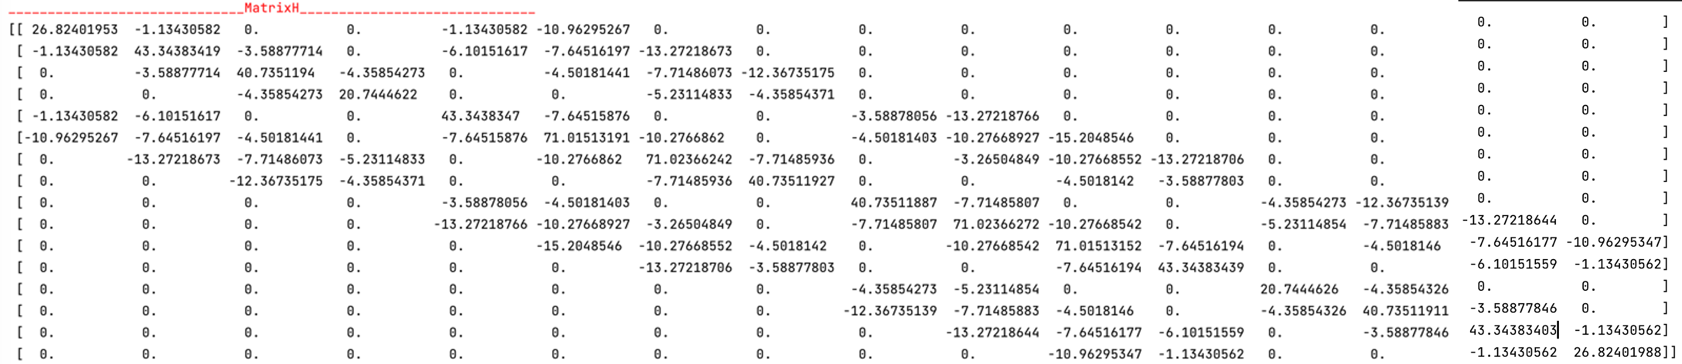 _____________________________MatrixH_____________________________
[[ 26.82401953 -1.13430582 0. 0. -1.13430582 -10.96295267 0. 0. 0. 0. 0. 0. 0. 0. 0. 0. ]
[ -1.13430582 43.34383419 -3.58877714 0. -6.10151617 -7.64516197 -13.27218673 0. 0. 0. 0. 0. 0. 0. 0. 0. ]
[ 0. -3.58877714 40.7351194 -4.35854273 0. -4.50181441 -7.71486073 -12.36735175 0. 0. 0. 0. 0. 0. 0. 0. ]
[ 0. 0. -4.35854273 20.7444622 0. 0. -5.23114833 -4.35854371 0. 0. 0. 0. 0. 0. 0. 0. ]
[ -1.13430582 -6.10151617 0. 0. 43.3438347 -7.64515876 0. 0. -3.58878056 -13.27218766 0. 0. 0. 0. 0. 0. ]
[-10.96295267 -7.64516197 -4.50181441 0. -7.64515876 71.01513191 -10.2766862 0. -4.50181403 -10.27668927 -15.2048546 0. 0. 0. 0. 0. ]
[ 0. -13.27218673 -7.71486073 -5.23114833 0. -10.2766862 71.02366242 -7.71485936 0. -3.26504849 -10.27668552 -13.27218706 0. 0. 0. 0. ]
[ 0. 0. -12.36735175 -4.35854371 0. 0. -7.71485936 40.73511927 0. 0. -4.5018142 -3.58877803 0. 0. 0. 0. ]
[ 0. 0. 0. 0. -3.58878056 -4.50181403 0. 0. 40.73511887 -7.71485807 0. 0. -4.35854273 -12.36735139 0. 0. ]
[ 0. 0. 0. 0. -13.27218766 -10.27668927 -3.26504849 0. -7.71485807 71.02366272 -10.27668542 0. -5.23114854 -7.71485883 -13.27218644 0. ]
[ 0. 0. 0. 0. 0. -15.2048546 -10.27668552 -4.5018142 0. -10.27668542 71.01513152 -7.64516194 0. -4.5018146 -7.64516177 -10.96295347]
[ 0. 0. 0. 0. 0. 0. -13.27218706 -3.58877803 0. 0. -7.64516194 43.34384439 0. 0. -6.10151559 -1.13430562]
[ 0. 0. 0. 0. 0. 0. 0. 0. -4.35854273 -5.23114854 0. 0. 20.7444626 -4.35854326 0. 0. ]
[ 0. 0. 0. 0. 0. 0. 0. 0. -12.36735139 -7.71485883 -4.5018146 0. -4.35854326 40.73511911 -3.58877846 0. ]
[ 0. 0. 0. 0. 0. 0. 0. 0. 0. -13.27218644 -7.64516177 -6.10151559 0. -3.58877846 43.34383403 -1.13430562]
[ 0. 0. 0. 0. 0. 0. 0. 0. 0. 0. -10.96295347 -1.13430562 0. 0. -1.13430562 26.82401988]]